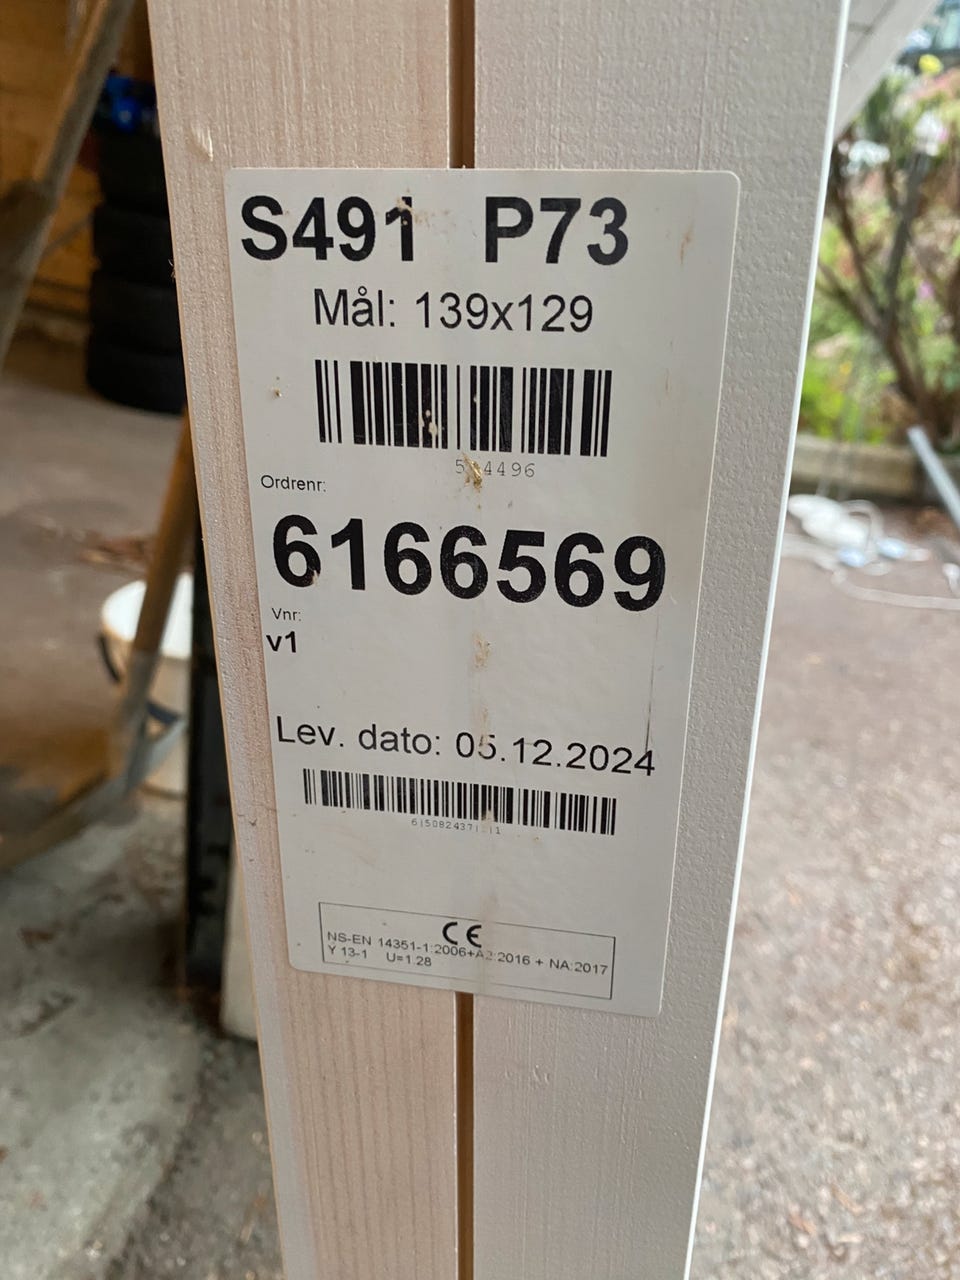 S491 P73
Mål: 139x129
Ordrenr:
6166569
Vnr:
v1
Lev. dato: 05.12.2024
CE
NS-EN 14351-1:2006+A2:2016 + NA:2017
Y 13-1 U=1.28